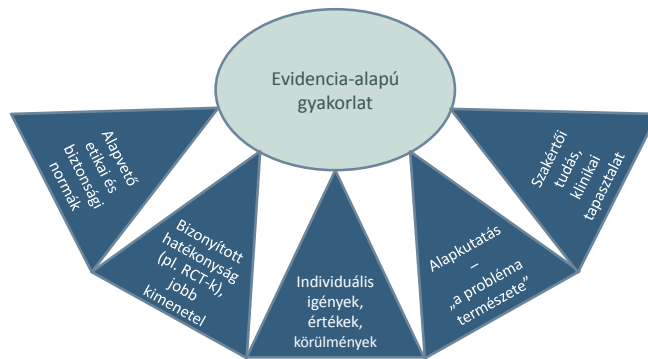 Evidencia-alapú
gyakorlat
Alapvető
etikai és
biztonsági
normák
Bizonyított
hatékonyság
(pl. RCT-k),
jobb
kimenetel
Individuális
igények,
értékek,
körülmények
Alapkutatás
–
„a probléma
természete”
Szakértői
tudás,
klinikai
tapasztalat